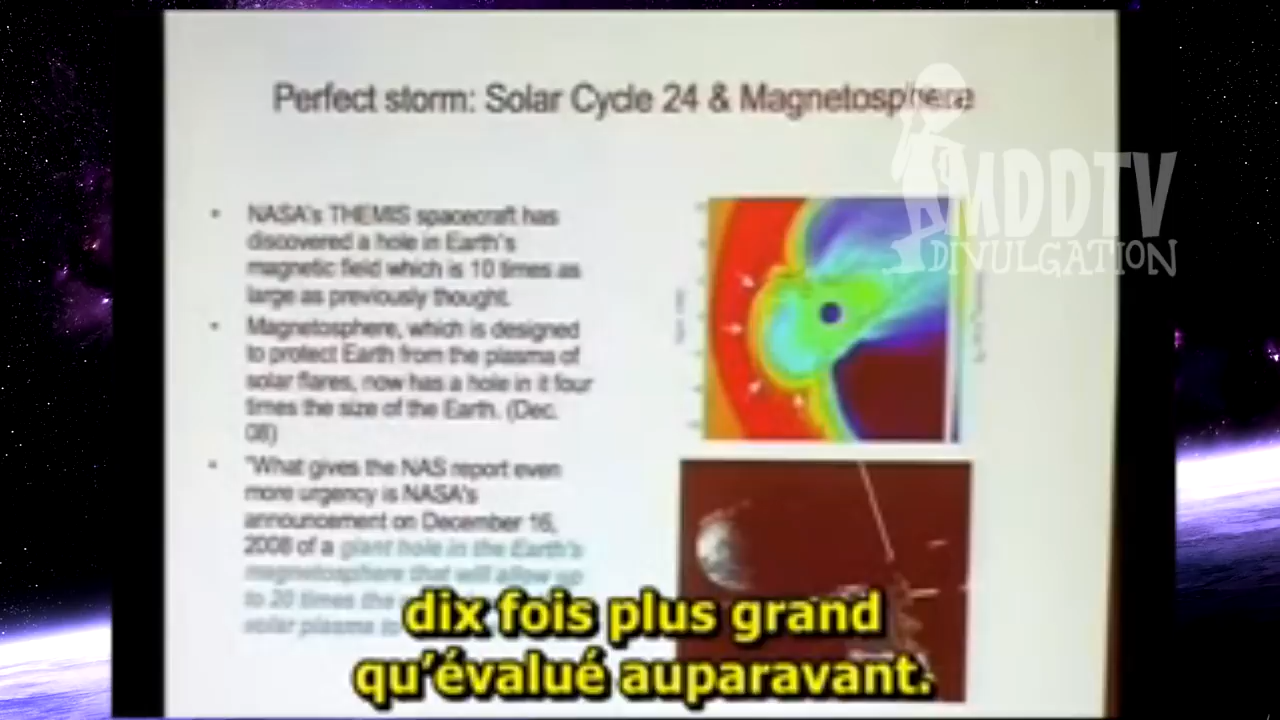 Perfect storm: Solar Cycle 24 & Magnetosphere
MDDTV
DIVULGATION
• NASA's THEMIS spacecraft has
discovered a hole in Earth's
magnetic field which is 10 times as
large as previously thought.
• Magnetosphere, which is designed
to protect Earth from the plasma of
solar flares, now has a hole in it four
times the size of the Earth. (Dec.
08)
• "What gives the NAS report even
more urgency is NASA's
announcement on December 16,
2008 of a giant hole in the Earth's
magnetosphere that will allow up
to 20 times the
solar plasma to
dix fois plus grand
qu'évalué auparavant.